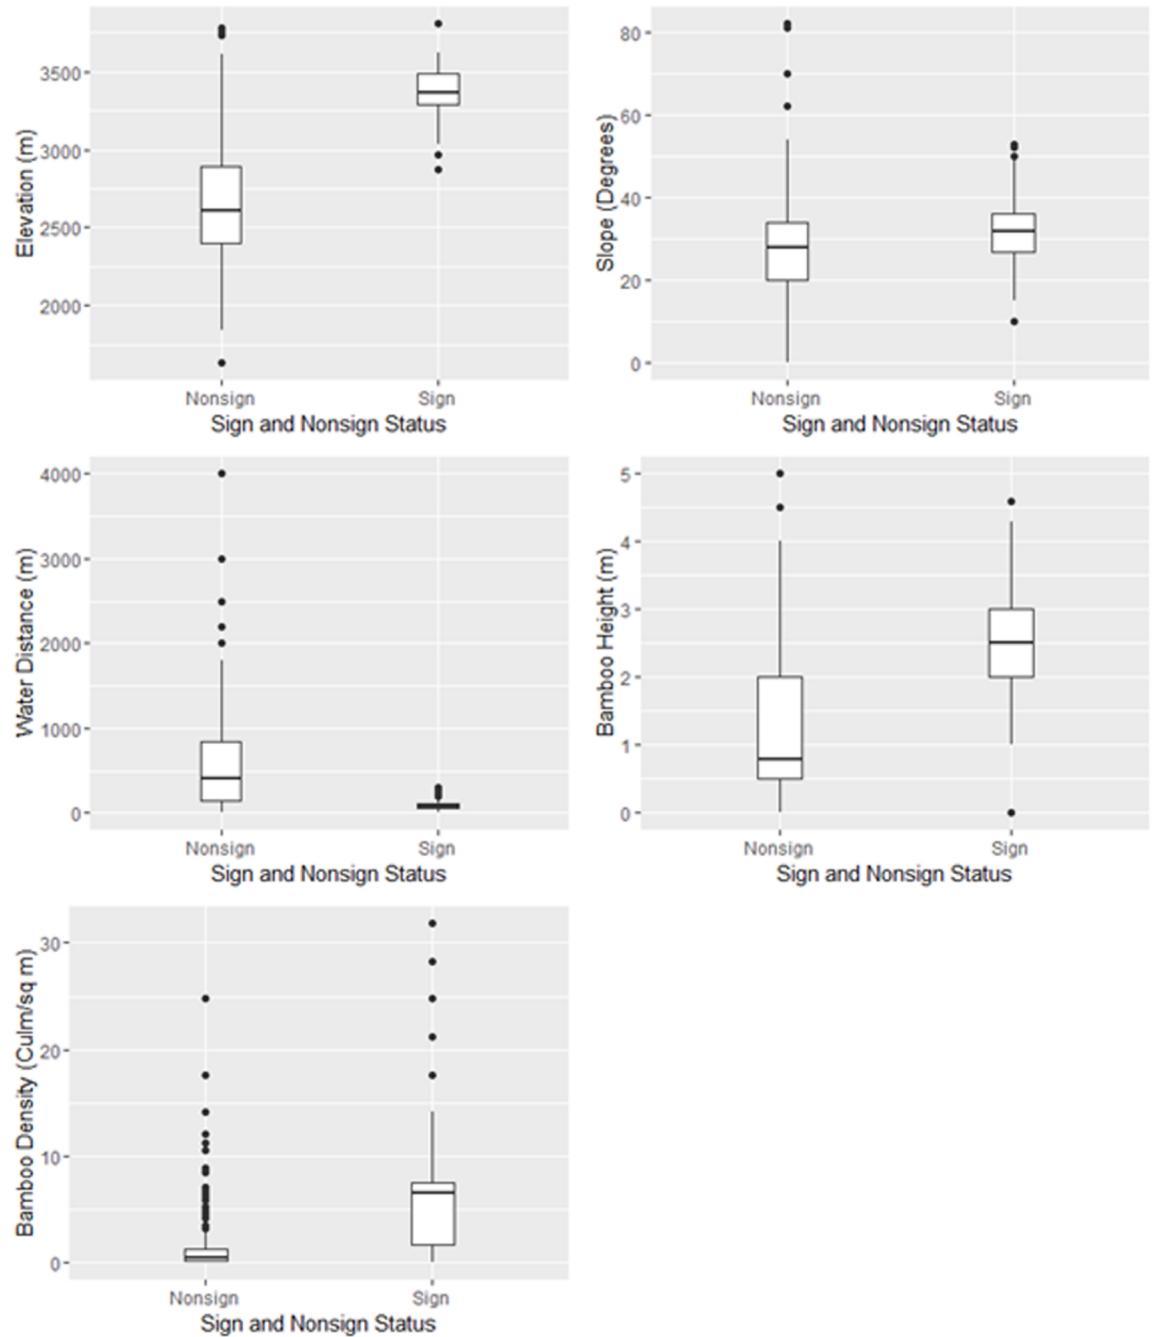 Elevation (m)
3500
3000
2500
2000
Nonsign Sign
Sign and Nonsign Status
Slope (Degrees)
80
60
40
20
0
Nonsign Sign
Sign and Nonsign Status
Water Distance (m)
4000
3000
2000
1000
0
Nonsign Sign
Sign and Nonsign Status
Bamboo Height (m)
5
4
3
2
1
0
Nonsign Sign
Sign and Nonsign Status
Bamboo Density (Culm/sq m)
30
20
10
0
Nonsign Sign
Sign and Nonsign Status